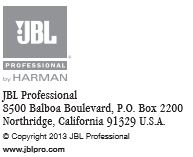 JBL
PROFESSIONAL
by HARMAN
JBL Professional
8500 Balboa Boulevard, P.O. Box 2200
Northridge, California 91329 U.S.A.
© Copyright 2013 JBL Professional
www.jblpro.com